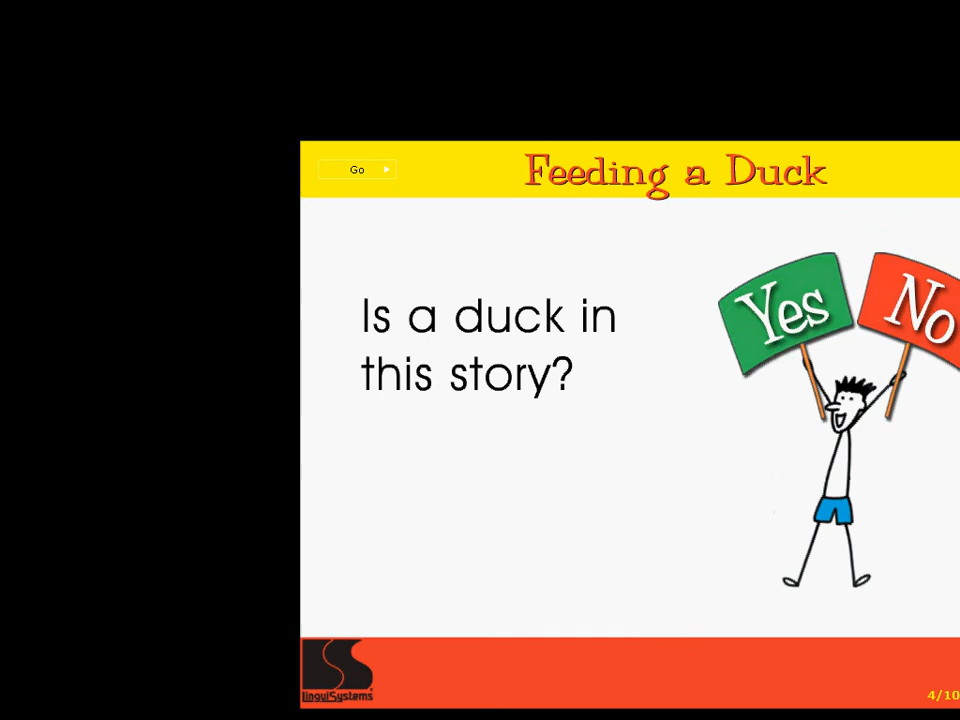 Go
Feeding a Duck
Is a duck in
this story?
Yes
No
LinguiSystems
4/10